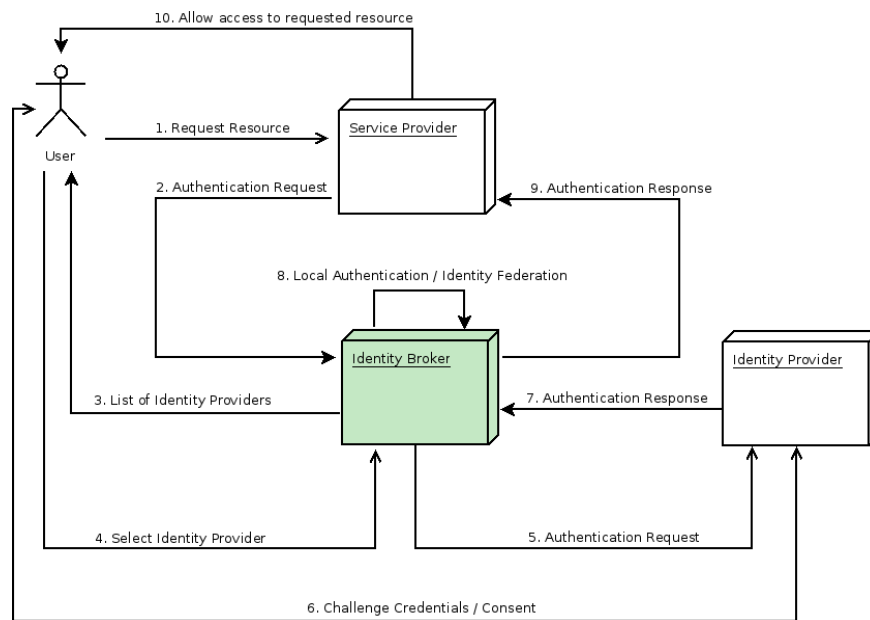 10. Allow access to requested resource
1. Request Resource
Service Provider
User
2. Authentication Request
9. Authentication Response
8. Local Authentication / Identity Federation
Identity Broker
Identity Provider
3. List of Identity Providers
7. Authentication Response
4. Select Identity Provider
5. Authentication Request
6. Challenge Credentials / Consent